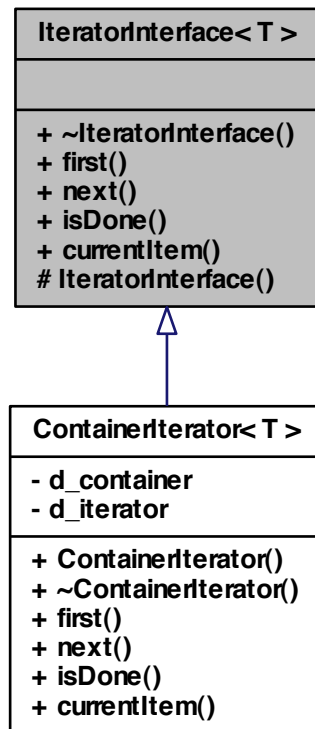 IteratorInterface< T >
+ ~IteratorInterface()
+ first()
+ next()
+ isDone()
+ currentItem()
# IteratorInterface()
ContainerIterator< T >
- d_container
- d_iterator
+ ContainerIterator()
+ ~ContainerIterator()
+ first()
+ next()
+ isDone()
+ currentItem()